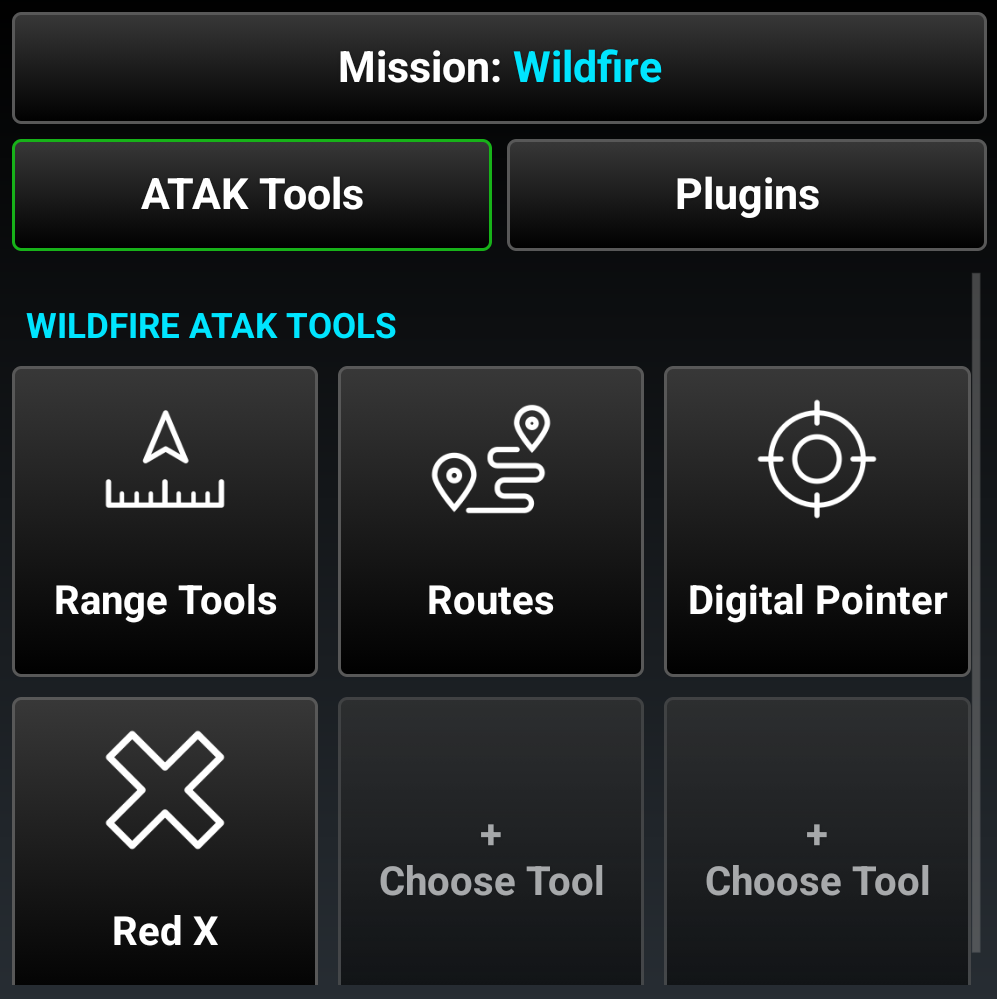 Mission: Wildfire
ATAK Tools
Plugins
WILDFIRE ATAK TOOLS
Range Tools
Routes
Digital Pointer
Red X
+
Choose Tool
+
Choose Tool